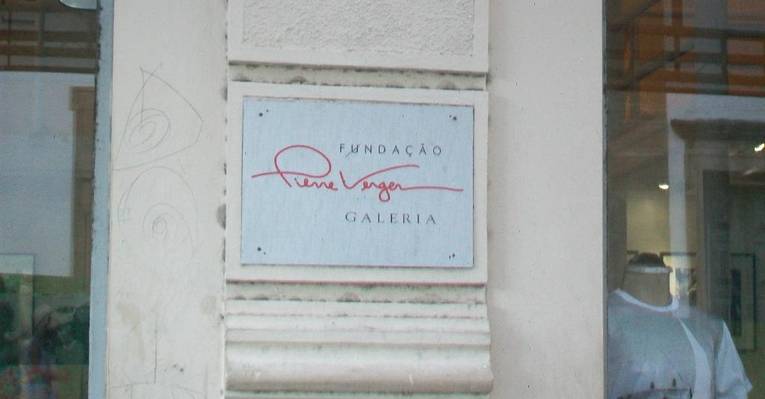 FUNDAÇÃO
Pierre Verger
GALERIA